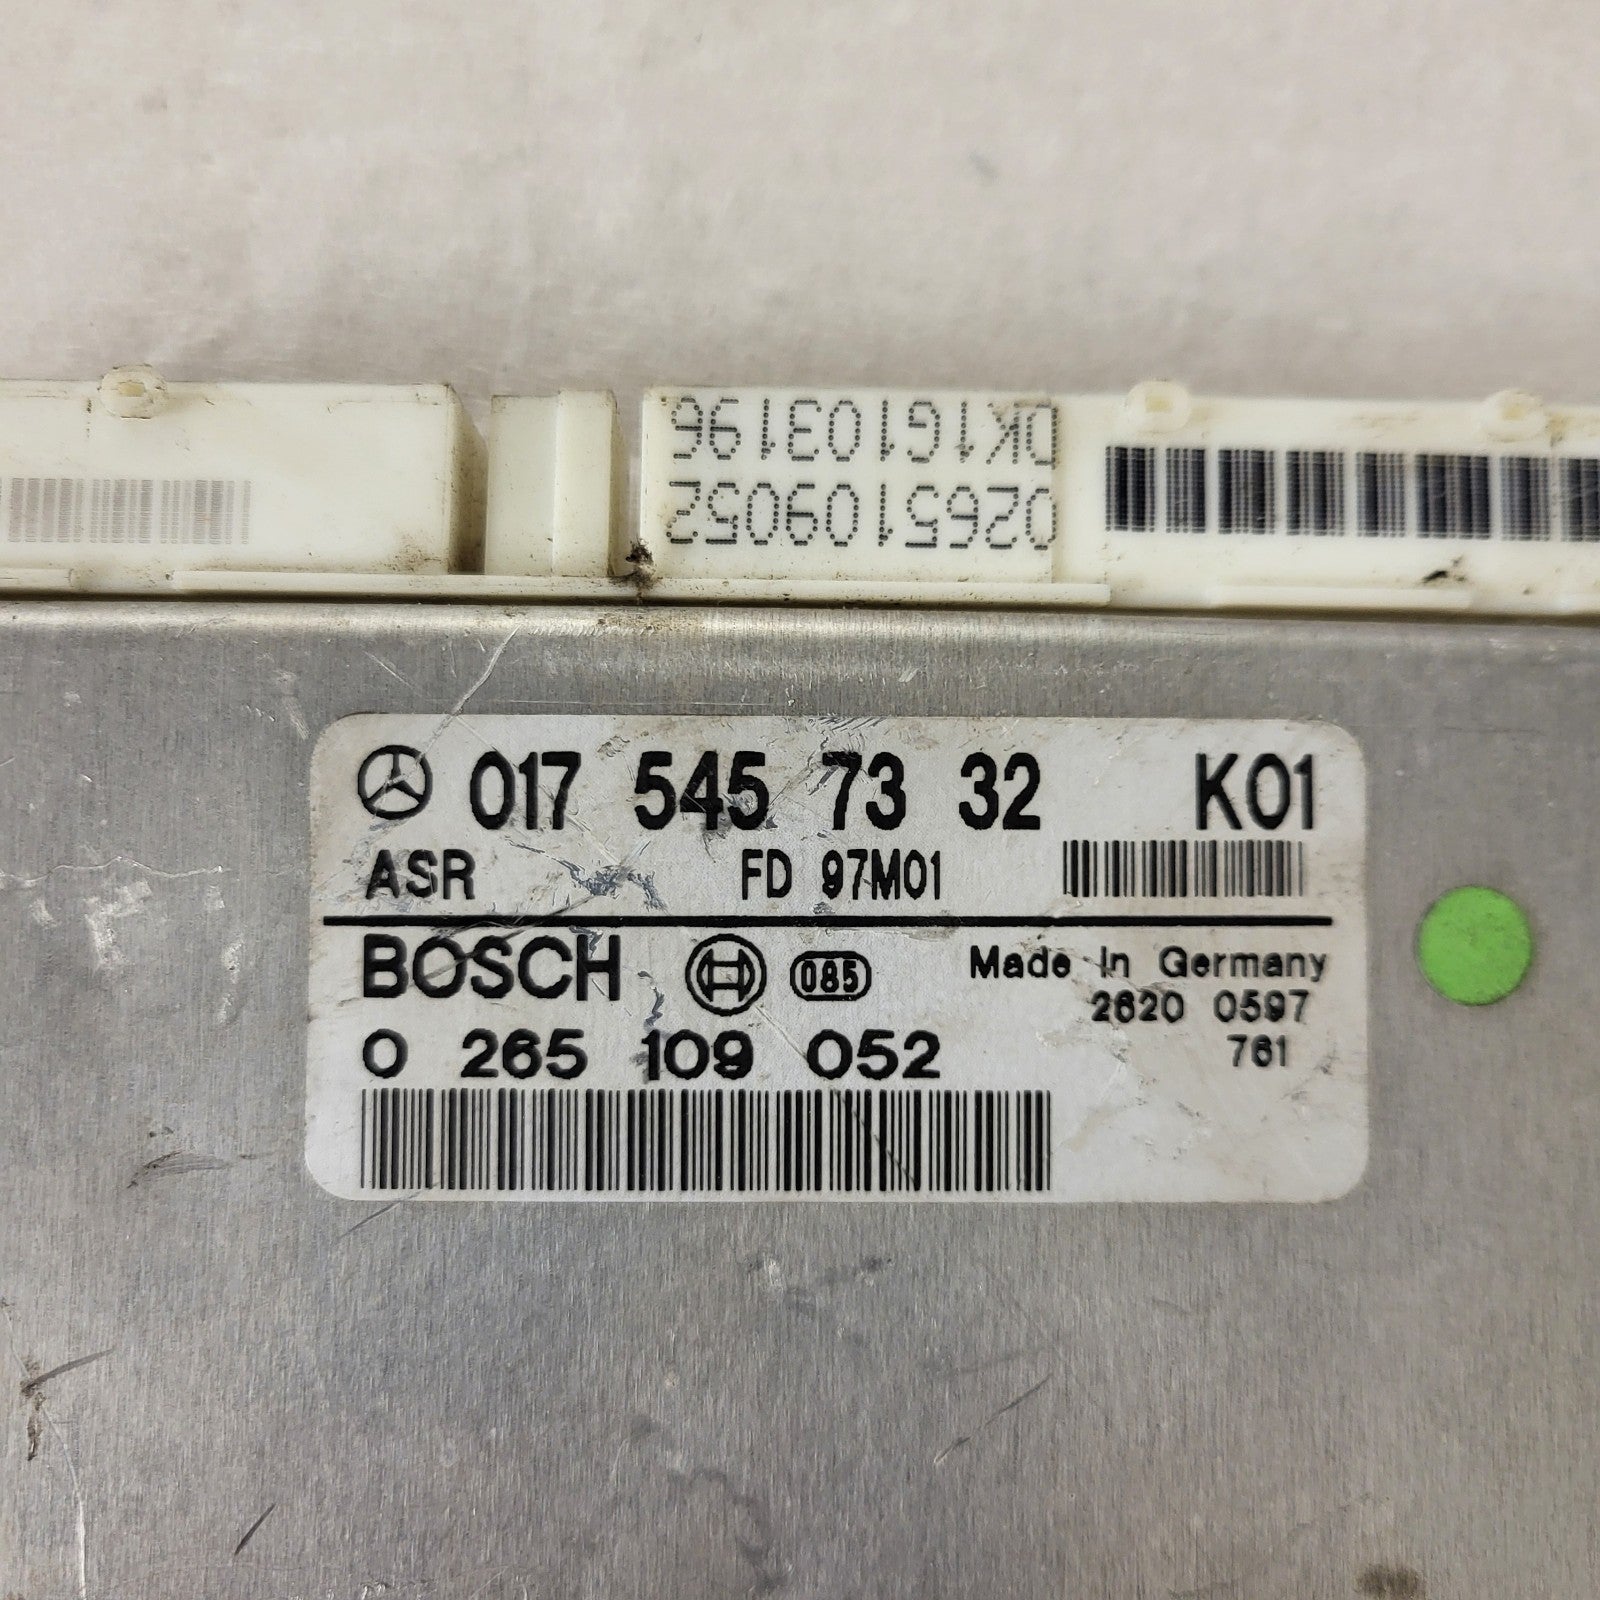 DK1G103196
0265109052
017 545 73 32 K01
ASR FD 97M01
BOSCH 085 Made In Germany
2620 0597
0 265 109 052 761